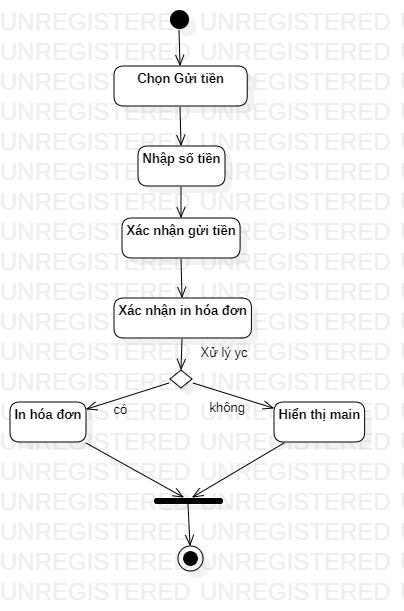 Chọn Gửi tiền
Nhập số tiền
Xác nhận gửi tiền
Xác nhận in hóa đơn
Xử lý yc
có
không
In hóa đơn
Hiển thị main
UNREGISTERED